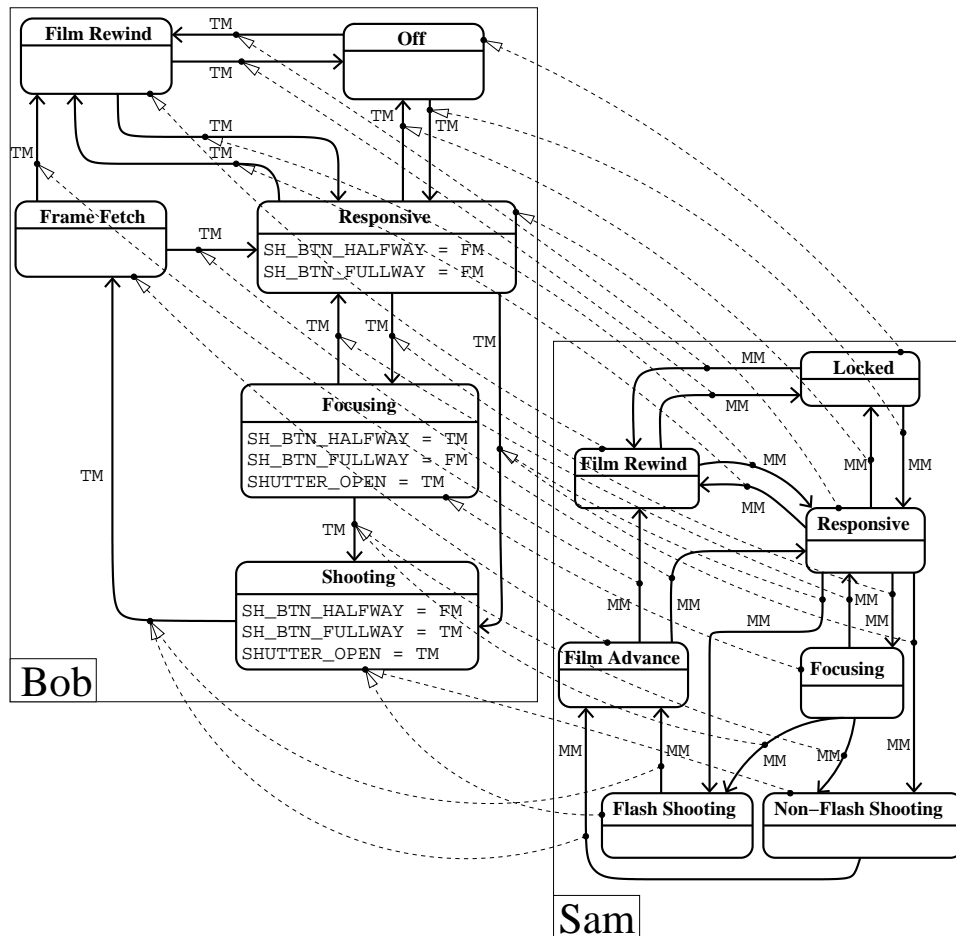 TM
Film Rewind
Off
TM
TM
TM
TM
TM
TM
TM
Frame Fetch
Responsive
SH_BTN_HALFWAY = FM
SH_BTN_FULLWAY = FM
TM
TM
TM
TM
Focusing
SH_BTN_HALFWAY = TM
SH_BTN_FULLWAY = FM
SHUTTER_OPEN = TM
TM
TM
Shooting
SH_BTN_HALFWAY = FM
SH_BTN_FULLWAY = TM
SHUTTER_OPEN = TM
Bob
MM
Locked
MM
Film Rewind
MM
MM
MM
MM
Responsive
MM
MM
MM
MM
MM
Film Advance
Focusing
MM
MM
MM
MM
MM
Flash Shooting
Non−Flash Shooting
Sam